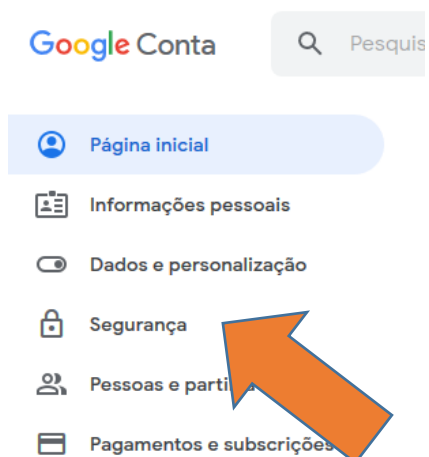 Google Conta
Pesquis
Página inicial
Informações pessoais
Dados e personalização
Segurança
Pessoas e parti
Pagamentos e subscrições